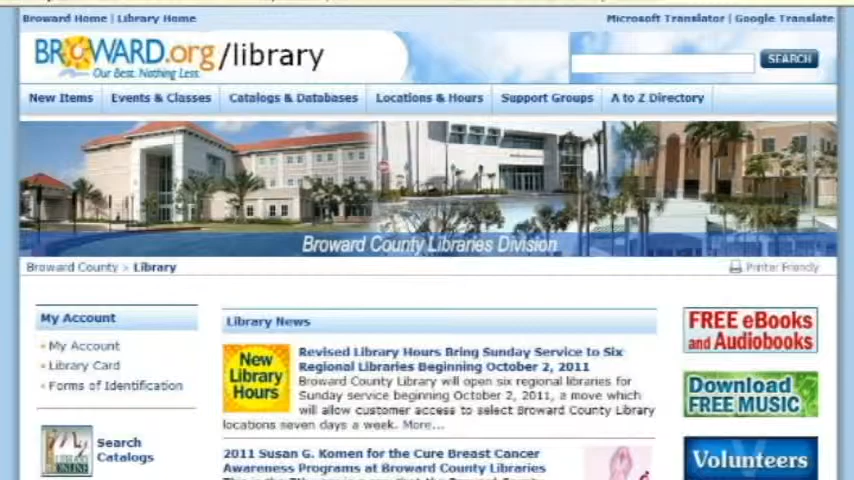 Broward Home | Library Home
Microsoft Translator | Google Translate
BROWARD.org/library
Our Best. Nothing Less.
SEARCH
New Items
Events & Classes
Catalogs & Databases
Locations & Hours
Support Groups
A to Z Directory
Broward County Libraries Division
Broward County > Library
Printer Friendly
My Account
• My Account
• Library Card
• Forms of Identification
Search
Catalogs
Library News
New
Library
Hours
Revised Library Hours Bring Sunday Service to Six
Regional Libraries Beginning October 2, 2011
Broward County Library will open six regional libraries for
Sunday service beginning October 2, 2011, a move which
will allow customer access to select Broward County Library
locations seven days a week. More...
2011 Susan G. Komen for the Cure Breast Cancer
Awareness Programs at Broward County Libraries
FREE eBooks
and Audiobooks
Download
FREE MUSIC
Volunteers